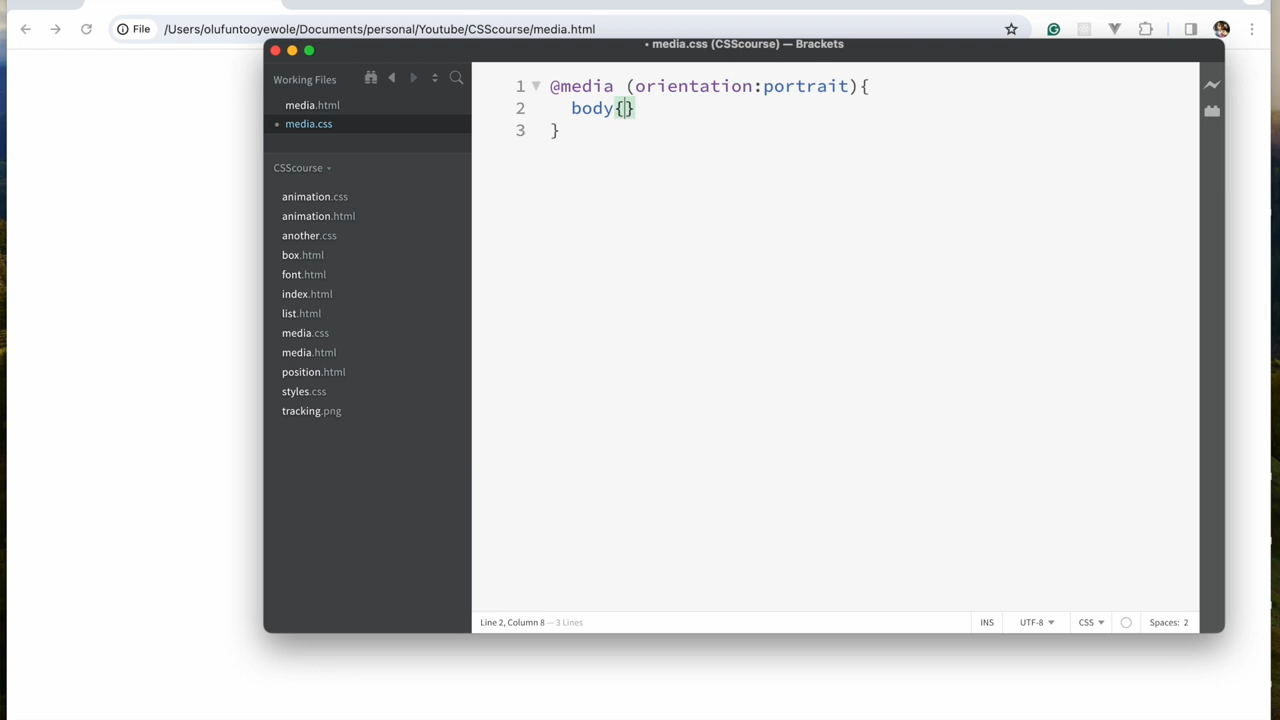 File /Users/olufuntooyewole/Documents/personal/Youtube/CSScourse/media.html
• media.css (CSScourse) — Brackets
Working Files
media.html
• media.css
CSScourse
animation.css
animation.html
another.css
box.html
font.html
index.html
list.html
media.css
media.html
position.html
styles.css
tracking.png
1 @media (orientation:portrait){
2 body{}
3 }
Line 2, Column 8 — 3 Lines
INS UTF-8 CSS Spaces: 2